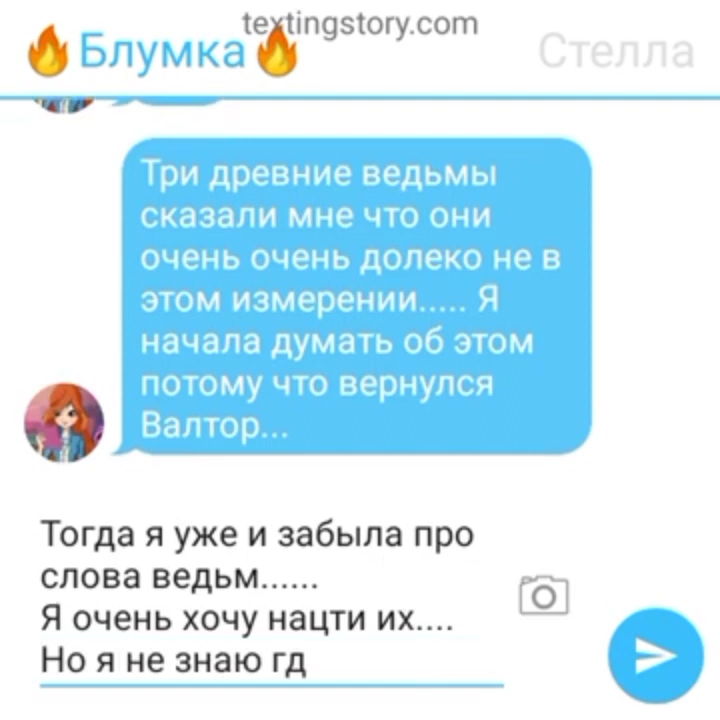 textingstory.com
🔥Блумка🔥 Стелла
Три древние ведьмы
сказали мне что они
очень очень долеко не в
этом измерении..... Я
начала думать об этом
потому что вернулся
Валтор...
Тогда я уже и забыла про
слова ведьм......
Я очень хочу нацти их....
Но я не знаю гд